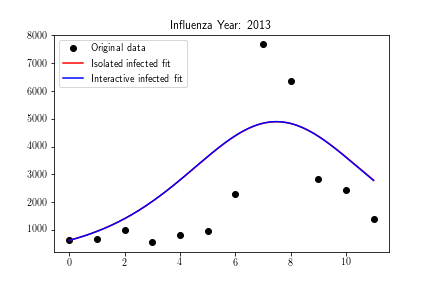 Influenza Year: 2013
8000
7000
6000
5000
4000
3000
2000
1000
Original data
Isolated infected fit
Interactive infected fit
0 2 4 6 8 10